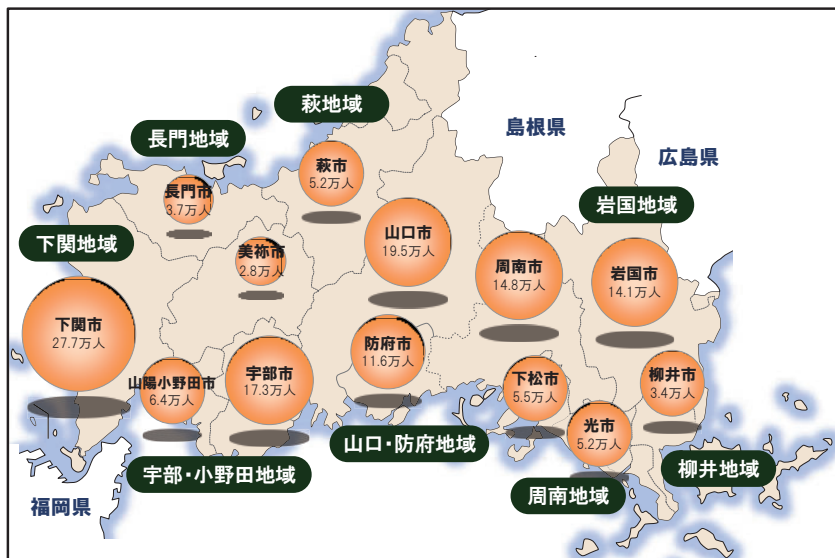 萩地域
島根県
長門地域
広島県
萩市
5.2万人
長門市
3.7万人
岩国地域
山口市
19.5万人
下関地域
美祢市
2.8万人
周南市
14.8万人
岩国市
14.1万人
下関市
27.7万人
防府市
11.6万人
山陽小野田市
6.4万人
宇部市
17.3万人
下松市
5.5万人
柳井市
3.4万人
光市
5.2万人
山口・防府地域
柳井地域
宇部・小野田地域
周南地域
福岡県